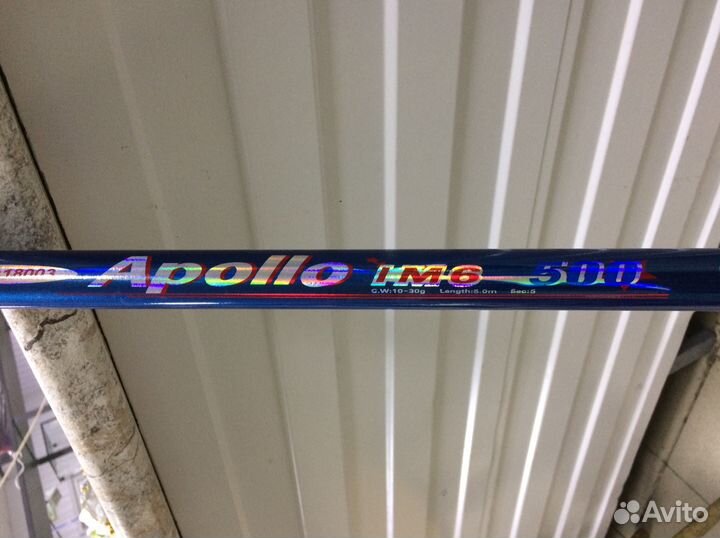 18003 Apollo IM6 500
C.W:10-30g Length:5.0m Sec:5
Avito